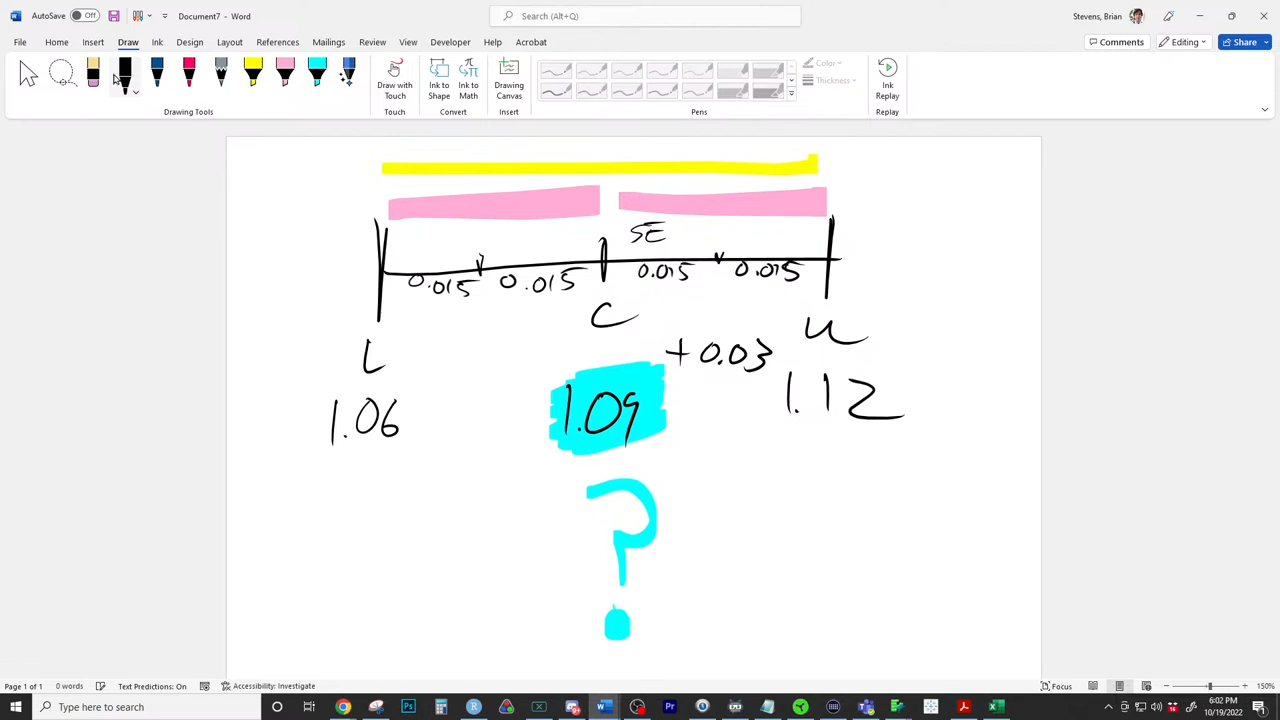 AutoSave Off Document7 - Word Search (Alt+Q) Stevens, Brian
File Home Insert Draw Ink Design Layout References Mailings Review View Developer Help Acrobat Comments Editing Share
Draw with Touch Ink to Shape Ink to Math Drawing Canvas Color Thickness Ink Replay
Drawing Tools Touch Convert Insert Pens Replay
SE
0.015 0.015 0.015 0.015
C
L
U
+0.03
1.06 1.09 1.12
?
Page 1 of 1 0 words Text Predictions: On Accessibility: Investigate Focus 150%
Type here to search 6:02 PM
10/19/2022